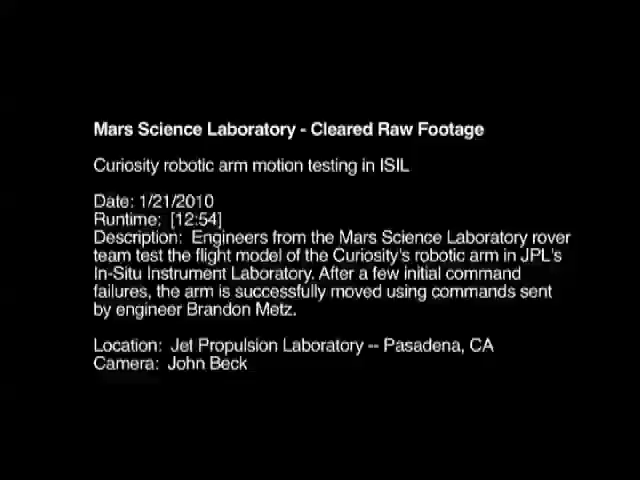 Mars Science Laboratory - Cleared Raw Footage
Curiosity robotic arm motion testing in ISIL
Date: 1/21/2010
Runtime: [12:54]
Description: Engineers from the Mars Science Laboratory rover
team test the flight model of the Curiosity's robotic arm in JPL's
In-Situ Instrument Laboratory. After a few initial command
failures, the arm is successfully moved using commands sent
by engineer Brandon Metz.
Location: Jet Propulsion Laboratory -- Pasadena, CA
Camera: John Beck